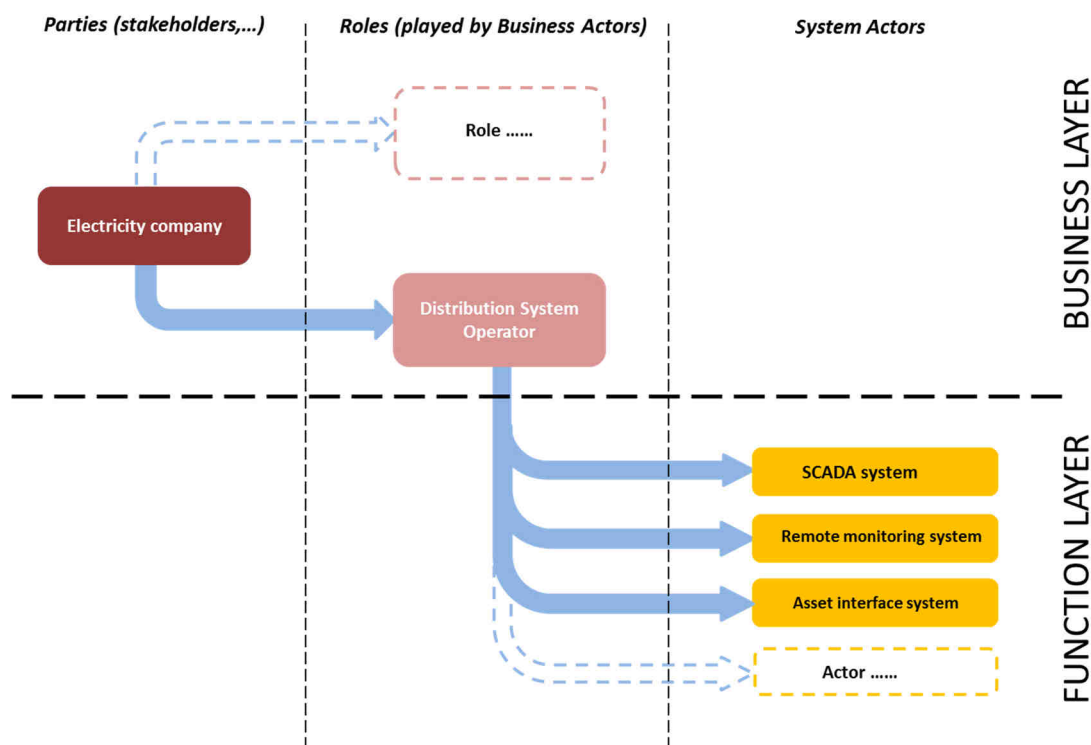 Parties (stakeholders,...)
Roles (played by Business Actors)
System Actors
Role ......
Electricity company
Distribution System
Operator
BUSINESS LAYER
SCADA system
Remote monitoring system
Asset interface system
Actor ......
FUNCTION LAYER